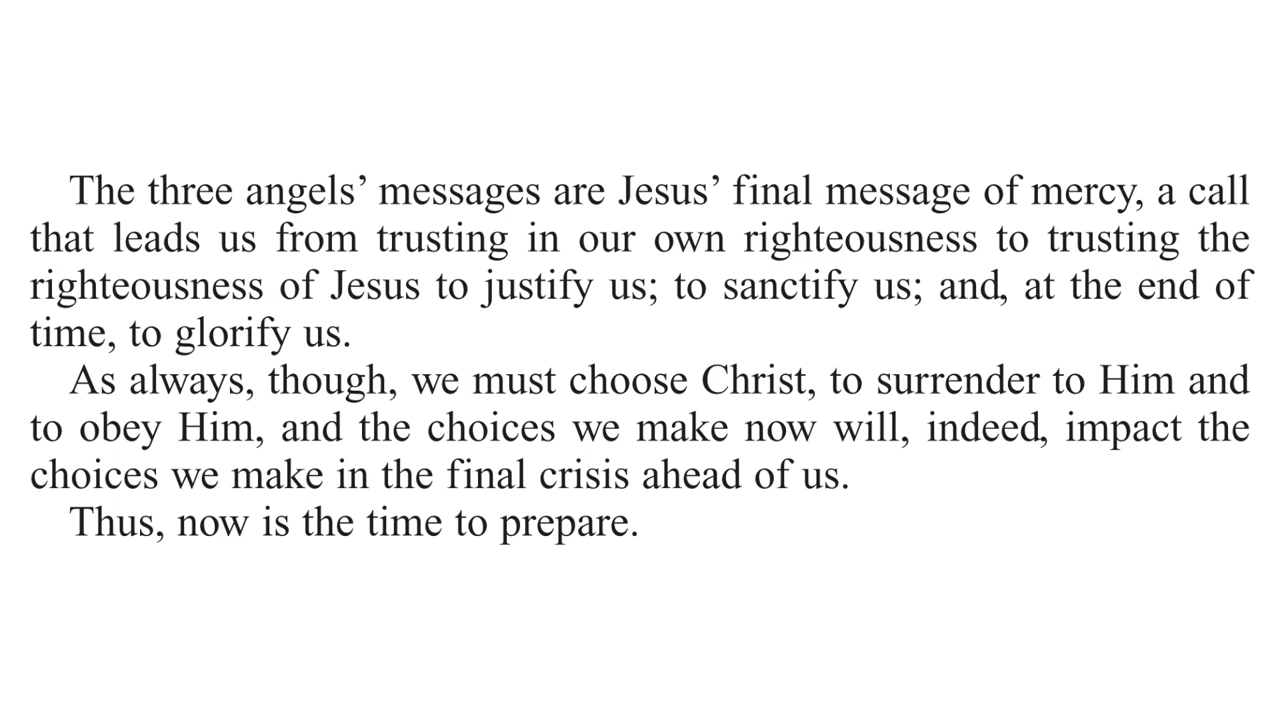 The three angels’ messages are Jesus’ final message of mercy, a call
that leads us from trusting in our own righteousness to trusting the
righteousness of Jesus to justify us; to sanctify us; and, at the end of
time, to glorify us.
As always, though, we must choose Christ, to surrender to Him and
to obey Him, and the choices we make now will, indeed, impact the
choices we make in the final crisis ahead of us.
Thus, now is the time to prepare.